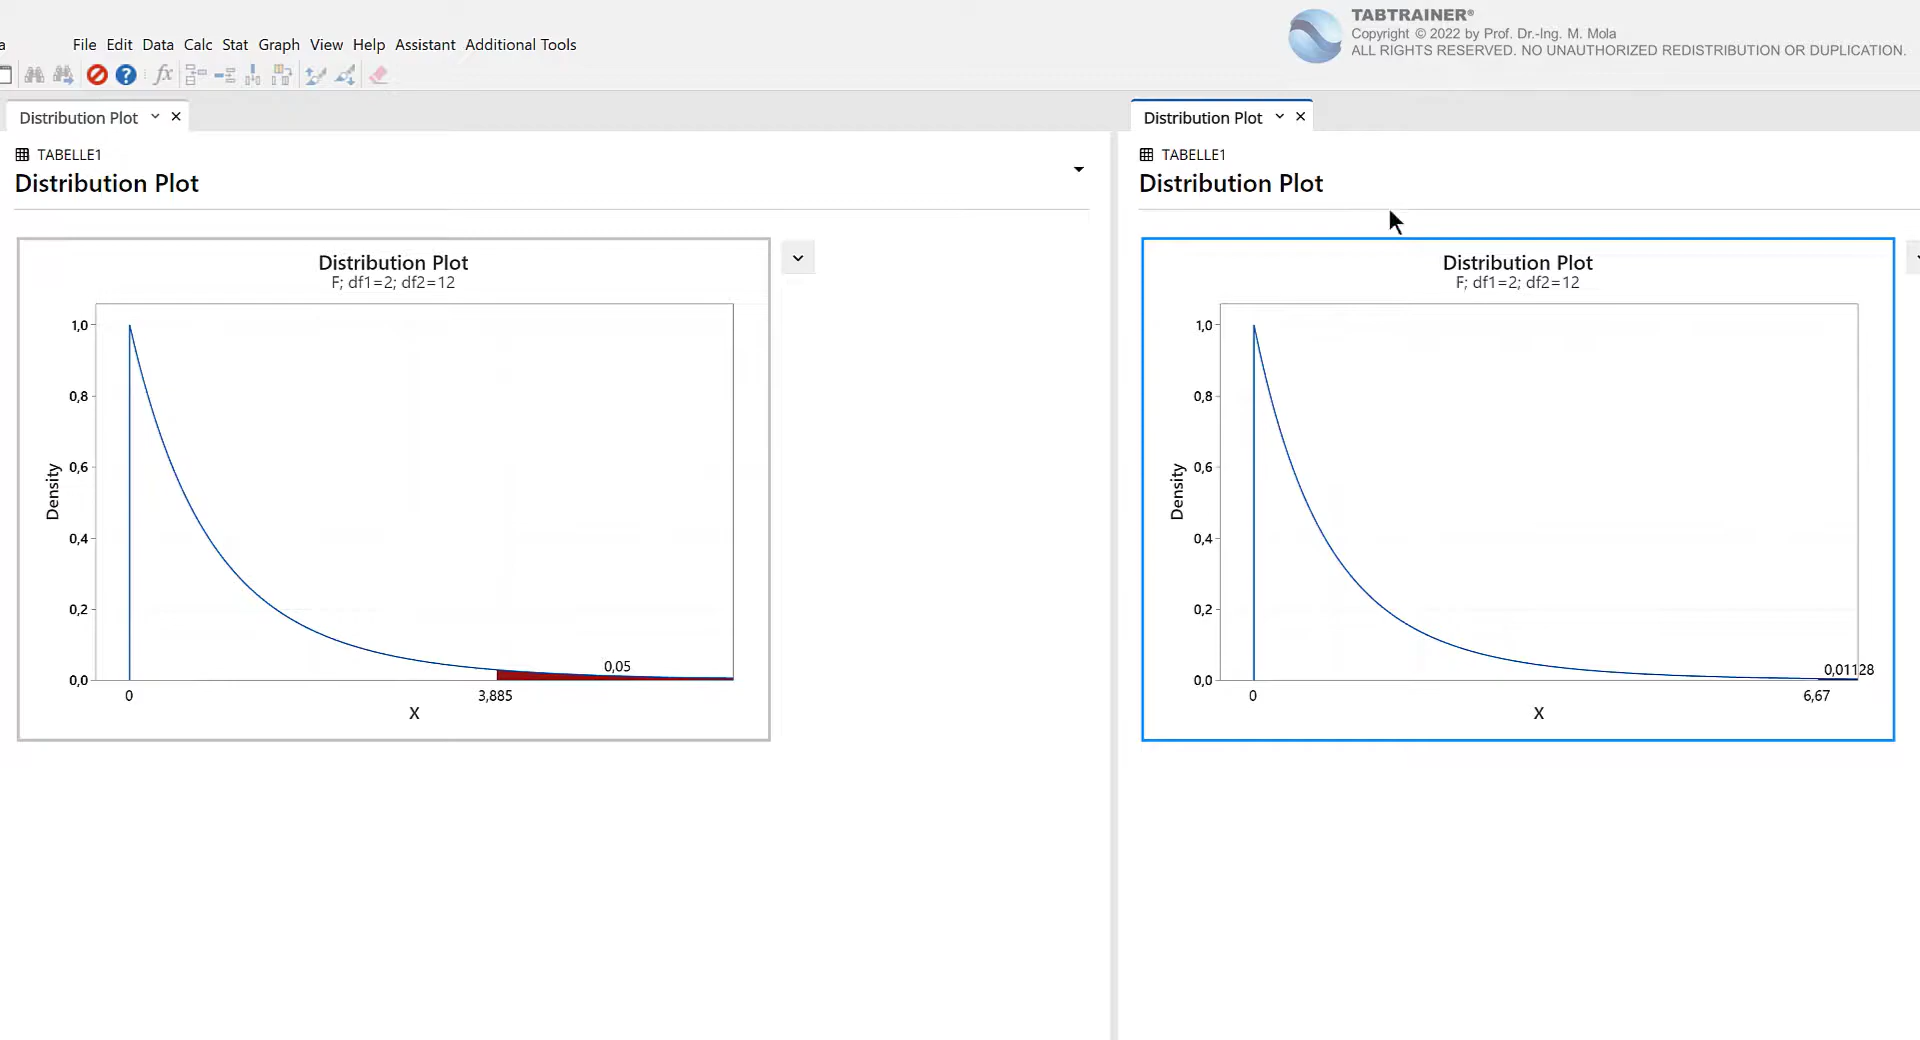 TABTRAINER®
Copyright © 2022 by Prof. Dr.-Ing. M. Mola
ALL RIGHTS RESERVED. NO UNAUTHORIZED REDISTRIBUTION OR DUPLICATION.
a File Edit Data Calc Stat Graph View Help Assistant Additional Tools
fx
Distribution Plot
TABELLE1
Distribution Plot
Distribution Plot
F; df1=2; df2=12
1,0
0,8
0,6
0,4
0,2
0,0
Density
0,05
0 3,885
X
Distribution Plot
TABELLE1
Distribution Plot
Distribution Plot
F; df1=2; df2=12
1,0
0,8
0,6
0,4
0,2
0,0
Density
0,01128
0 6,67
X